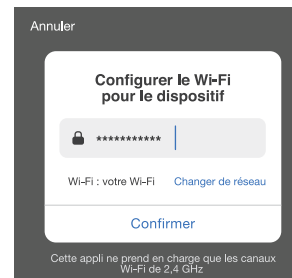 Annuler
Configurer le Wi-Fi
pour le dispositif
***********
Wi-Fi : votre Wi-Fi Changer de réseau
Confirmer
Cette appli ne prend en charge que les canaux
Wi-Fi de 2,4 GHz